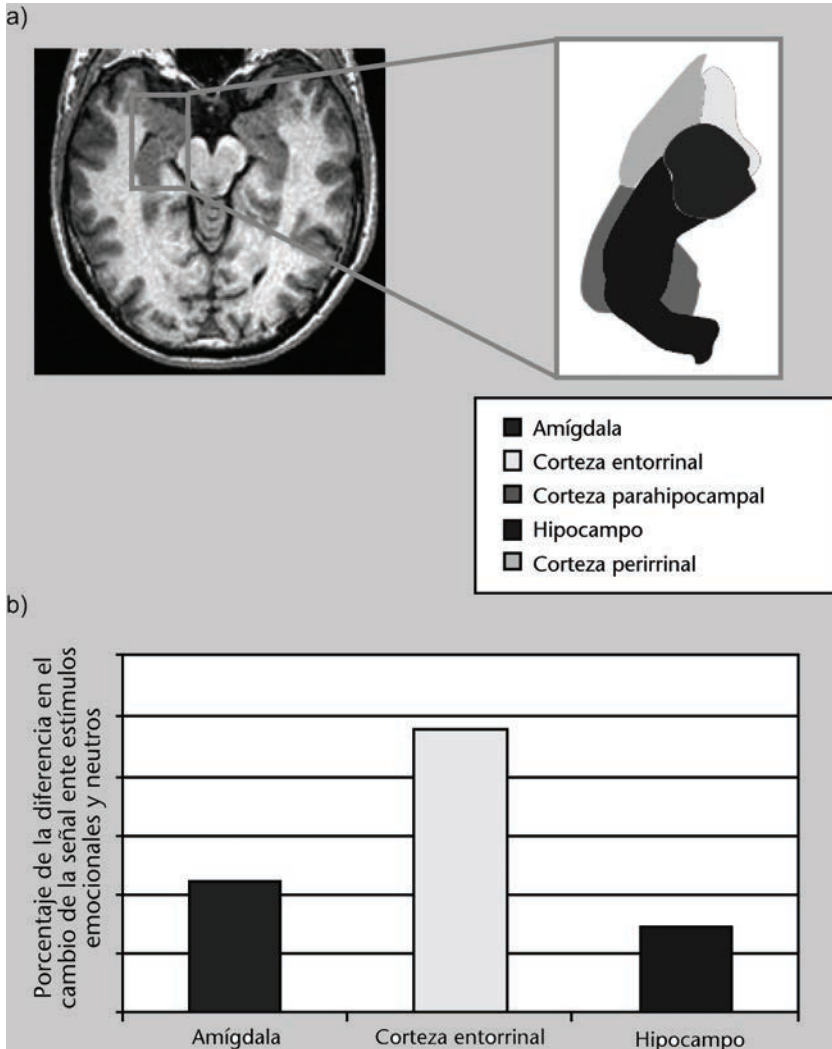 a)
Amígdala
Corteza entorrinal
Corteza parahipocampal
Hipocampo
Corteza perirrinal
b)
Porcentaje de la diferencia en el
cambio de la señal ente estímulos
emocionales y neutros
Amígdala
Corteza entorrinal
Hipocampo